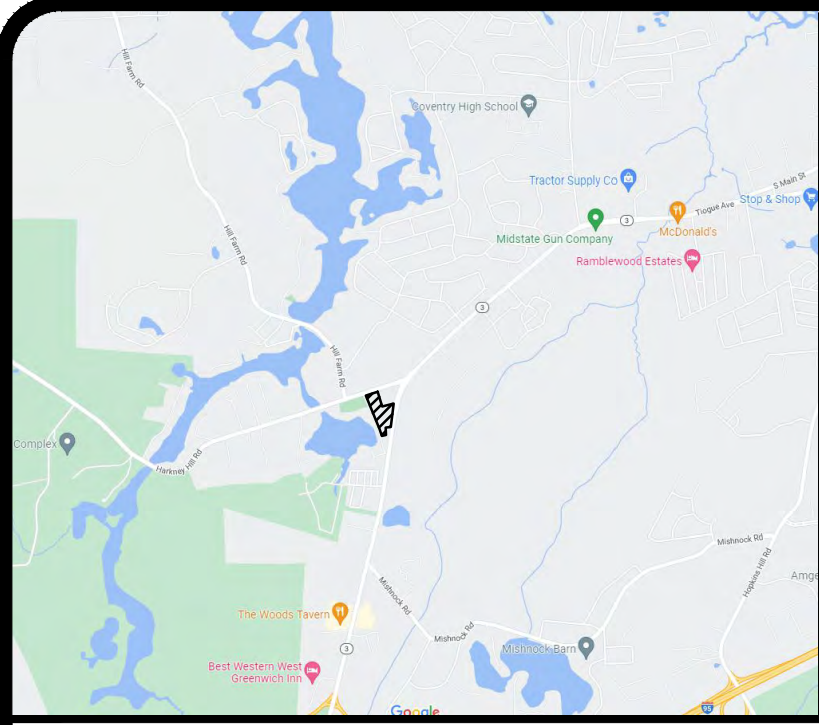 Hill Farm Rd
Coventry High School
Tractor Supply Co
S Main St
Stop & Shop
Tiogue Ave
3
McDonald's
Midstate Gun Company
Hill Farm Rd
Ramblewood Estates
3
Hill Farm Rd
Complex
Harkney Hill Rd
Mishnock Rd
Hopkins Hill Rd
Amge
Mishnock Rd
The Woods Tavern
Mishnock Rd
3
Mishnock Barn
Best Western West
Greenwich Inn
95
Google